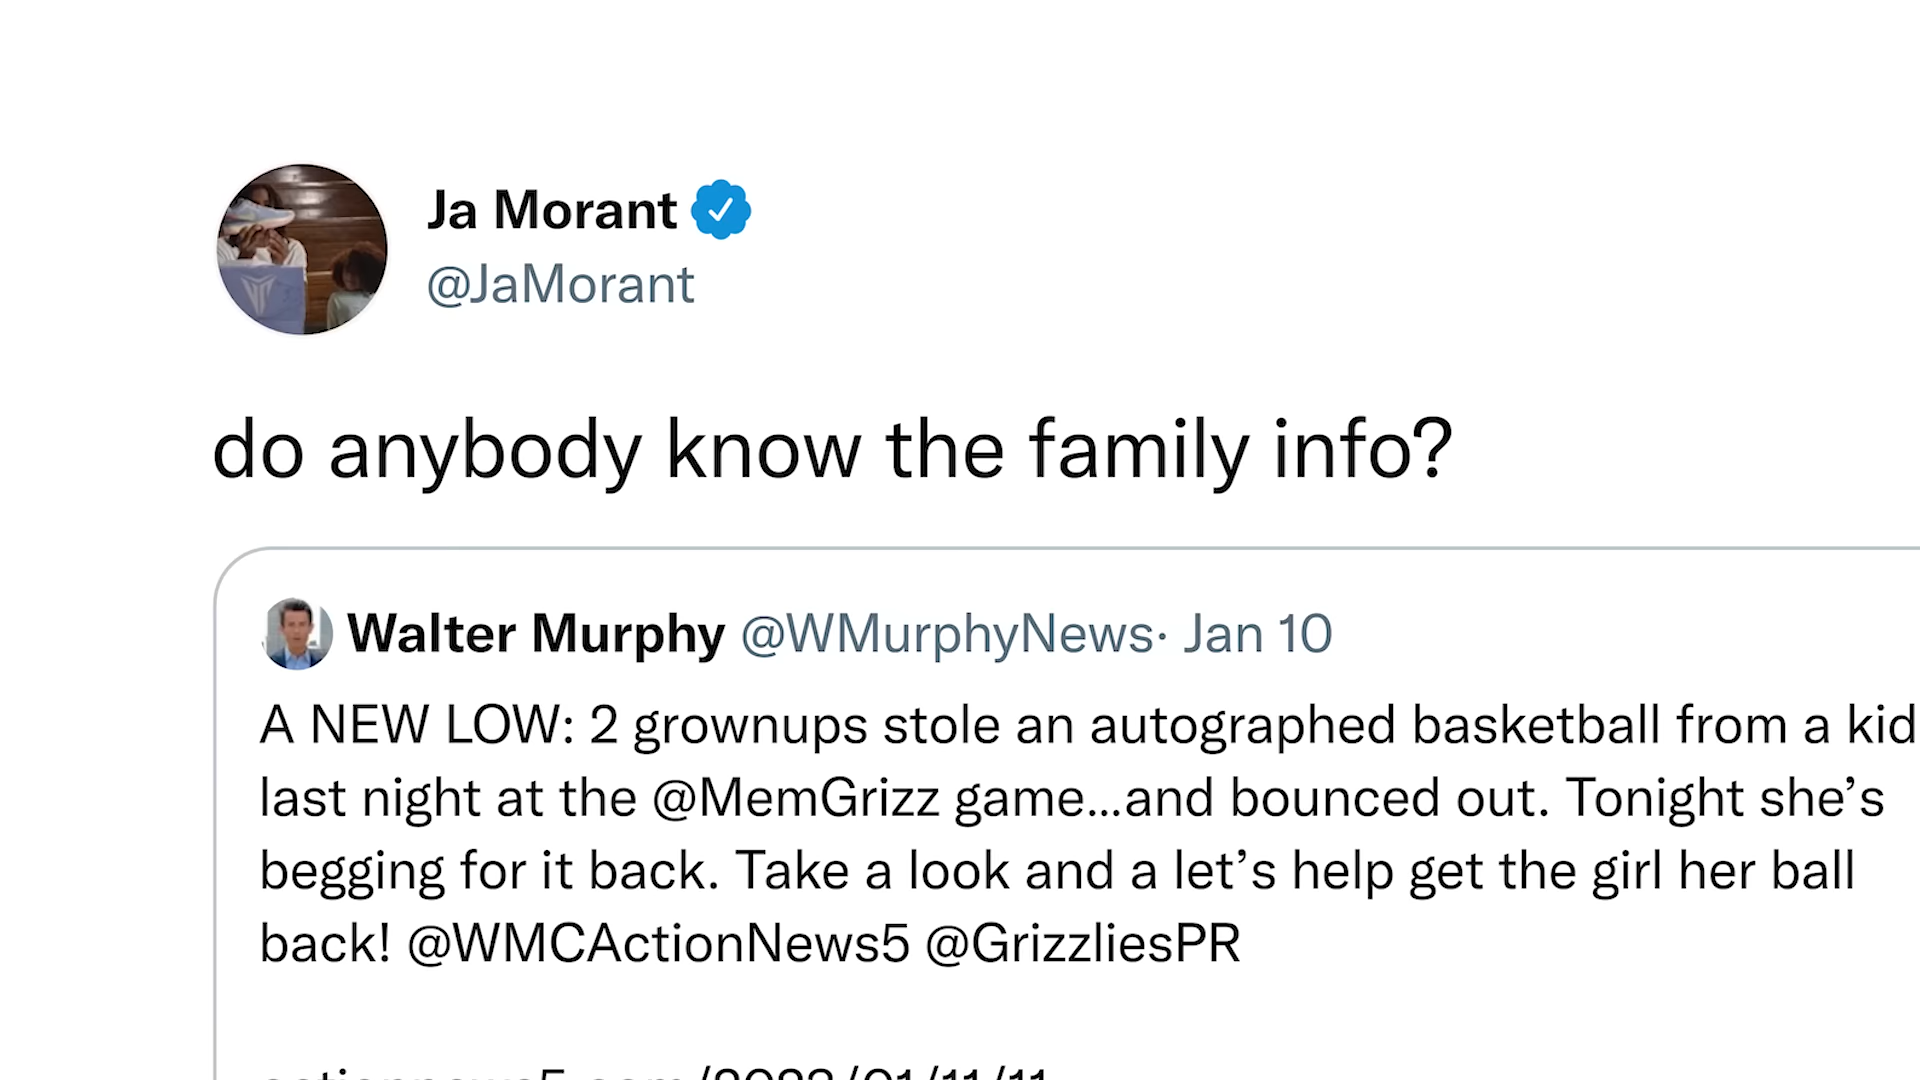 Ja Morant
@JaMorant
do anybody know the family info?
Walter Murphy @WMurphyNews· Jan 10
A NEW LOW: 2 grownups stole an autographed basketball from a kid
last night at the @MemGrizz game...and bounced out. Tonight she’s
begging for it back. Take a look and a let’s help get the girl her ball
back! @WMCActionNews5 @GrizzliesPR